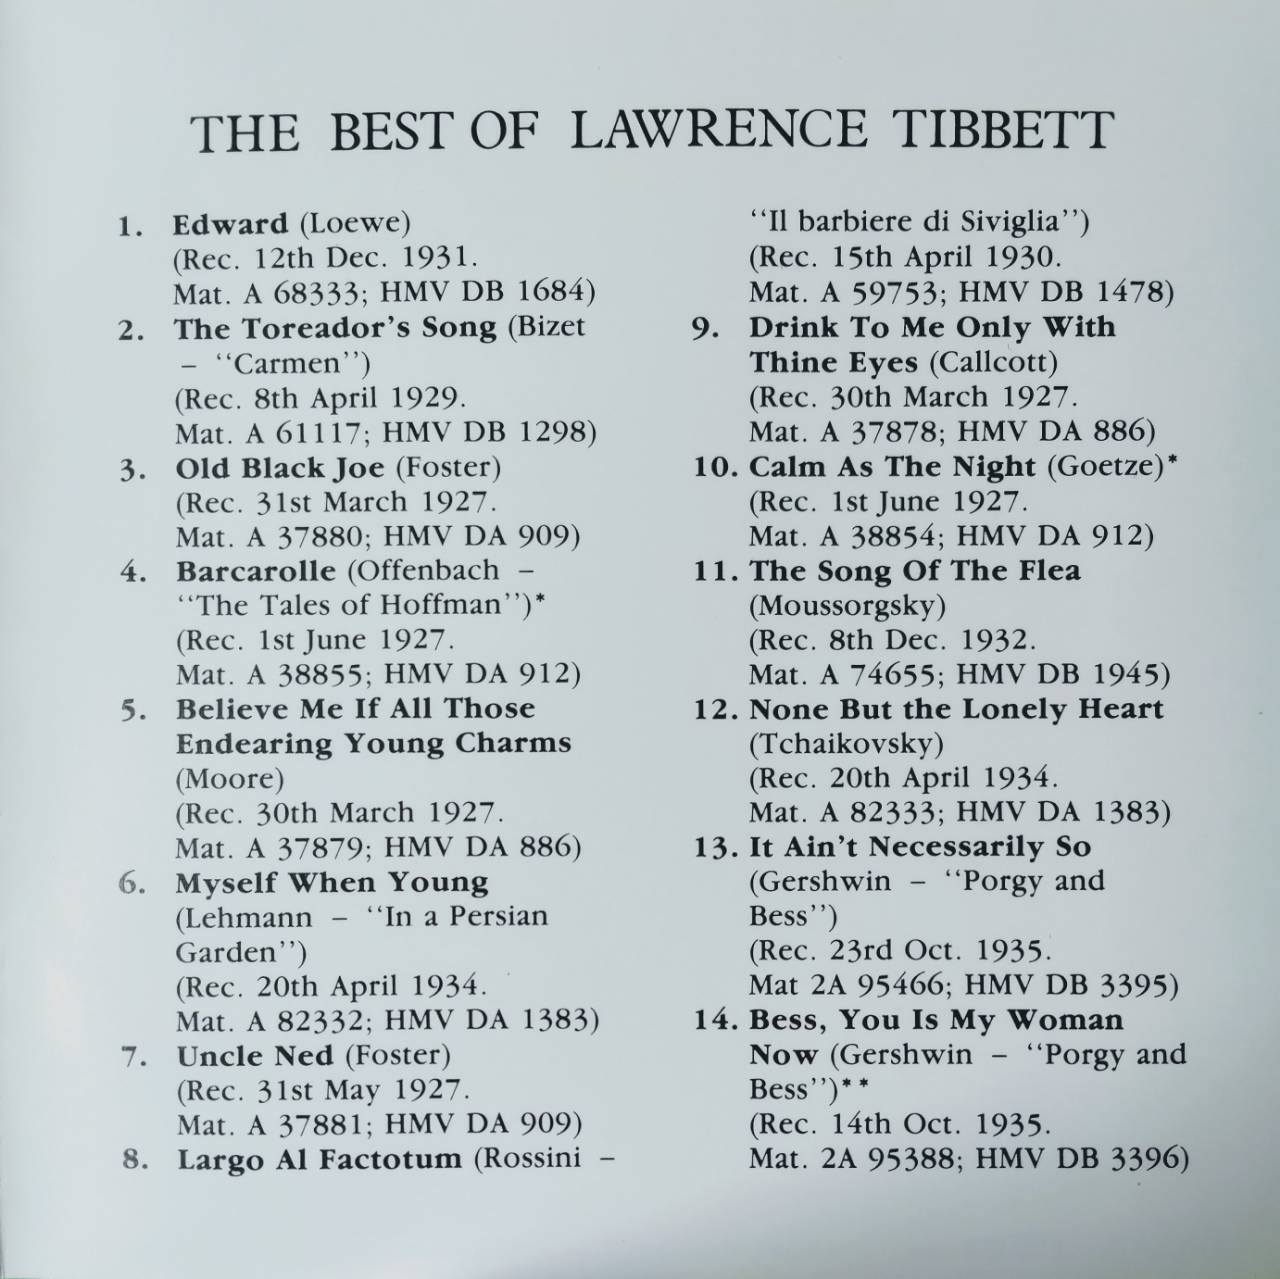 THE BEST OF LAWRENCE TIBBETT
1. Edward (Loewe)
(Rec. 12th Dec. 1931.
Mat. A 68333; HMV DB 1684)
2. The Toreador's Song (Bizet
– ‘‘Carmen’’)
(Rec. 8th April 1929.
Mat. A 61117; HMV DB 1298)
3. Old Black Joe (Foster)
(Rec. 31st March 1927.
Mat. A 37880; HMV DA 909)
4. Barcarolle (Offenbach –
‘‘The Tales of Hoffman’’)*
(Rec. 1st June 1927.
Mat. A 38855; HMV DA 912)
5. Believe Me If All Those
Endearing Young Charms
(Moore)
(Rec. 30th March 1927.
Mat. A 37879; HMV DA 886)
6. Myself When Young
(Lehmann – ‘‘In a Persian
Garden’’)
(Rec. 20th April 1934.
Mat. A 82332; HMV DA 1383)
7. Uncle Ned (Foster)
(Rec. 31st May 1927.
Mat. A 37881; HMV DA 909)
8. Largo Al Factotum (Rossini –
‘‘Il barbiere di Siviglia’’)
(Rec. 15th April 1930.
Mat. A 59753; HMV DB 1478)
9. Drink To Me Only With
Thine Eyes (Callcott)
(Rec. 30th March 1927.
Mat. A 37878; HMV DA 886)
10. Calm As The Night (Goetze)*
(Rec. 1st June 1927.
Mat. A 38854; HMV DA 912)
11. The Song Of The Flea
(Moussorgsky)
(Rec. 8th Dec. 1932.
Mat. A 74655; HMV DB 1945)
12. None But the Lonely Heart
(Tchaikovsky)
(Rec. 20th April 1934.
Mat. A 82333; HMV DA 1383)
13. It Ain't Necessarily So
(Gershwin – ‘‘Porgy and
Bess’’)
(Rec. 23rd Oct. 1935.
Mat 2A 95466; HMV DB 3395)
14. Bess, You Is My Woman
Now (Gershwin – ‘‘Porgy and
Bess’’)**
(Rec. 14th Oct. 1935.
Mat. 2A 95388; HMV DB 3396)